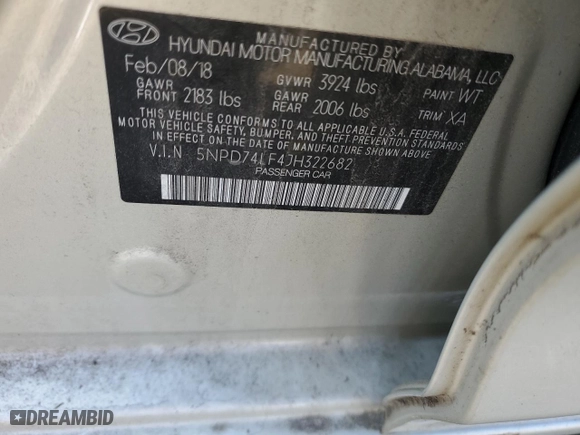 MANUFACTURED BY
HYUNDAI MOTOR MANUFACTURING ALABAMA, LLC
Feb/08/18 GVWR 3924 lbs PAINT WT
GAWR FRONT 2183 lbs GAWR REAR 2006 lbs TRIM XA
THIS VEHICLE CONFORMS TO ALL APPLICABLE U.S.A. FEDERAL
MOTOR VEHICLE SAFETY, BUMPER, AND THEFT PREVENTION STANDARDS
IN EFFECT ON THE DATE OF MANUFACTURE SHOWN ABOVE.
V.I.N 5NPD74LF4JH322682
PASSENGER CAR
DREAMBID